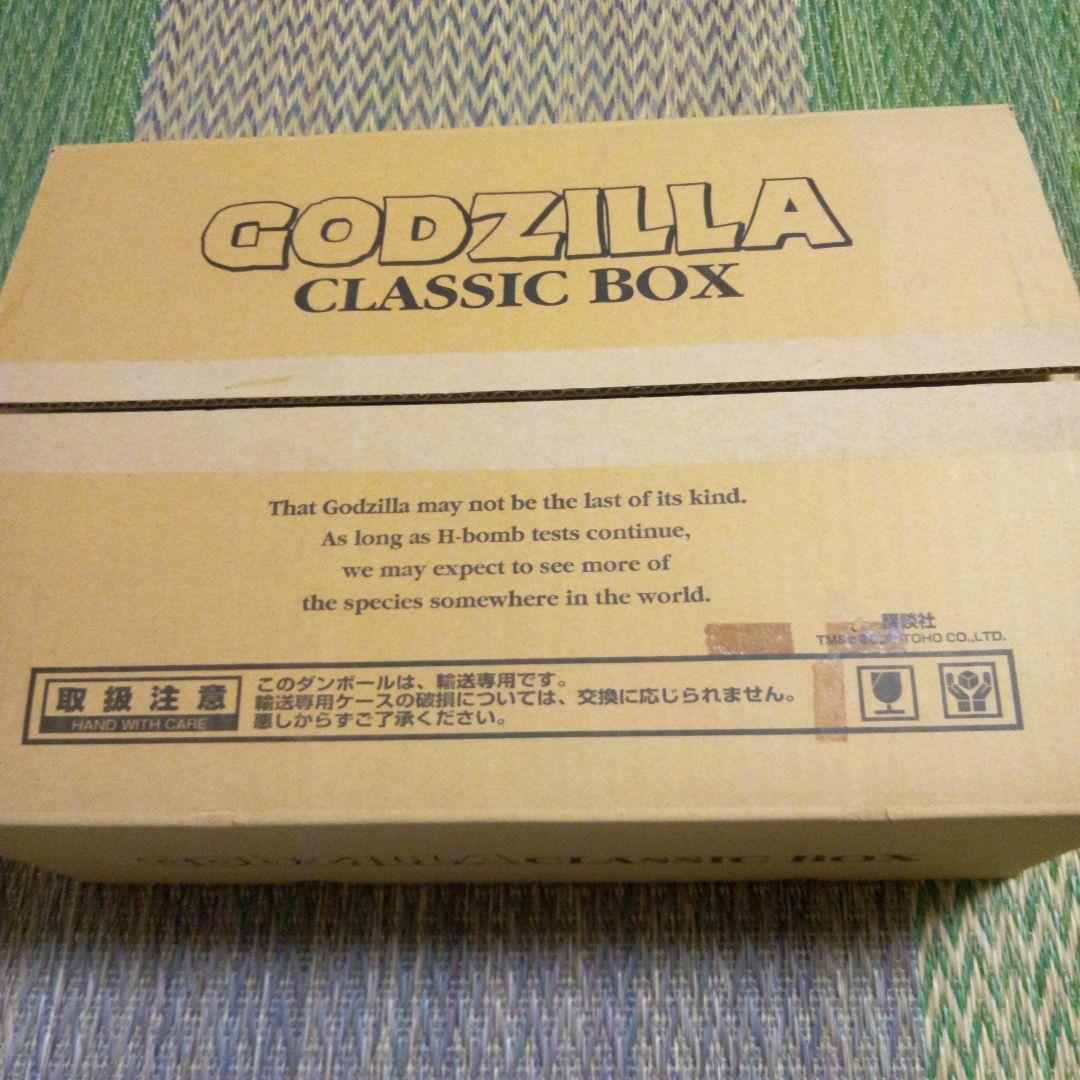 GODZILLA
CLASSIC BOX
That Godzilla may not be the last of its kind.
As long as H-bomb tests continue,
we may expect to see more of
the species somewhere in the world.
講談社
TOHO CO.,LTD.
取扱注意
HAND WITH CARE
このダンボールは、輸送専用です。
輸送専用ケースの破損については、交換に応じられません。
悪しからずご了承ください。
CLASSIC BOX